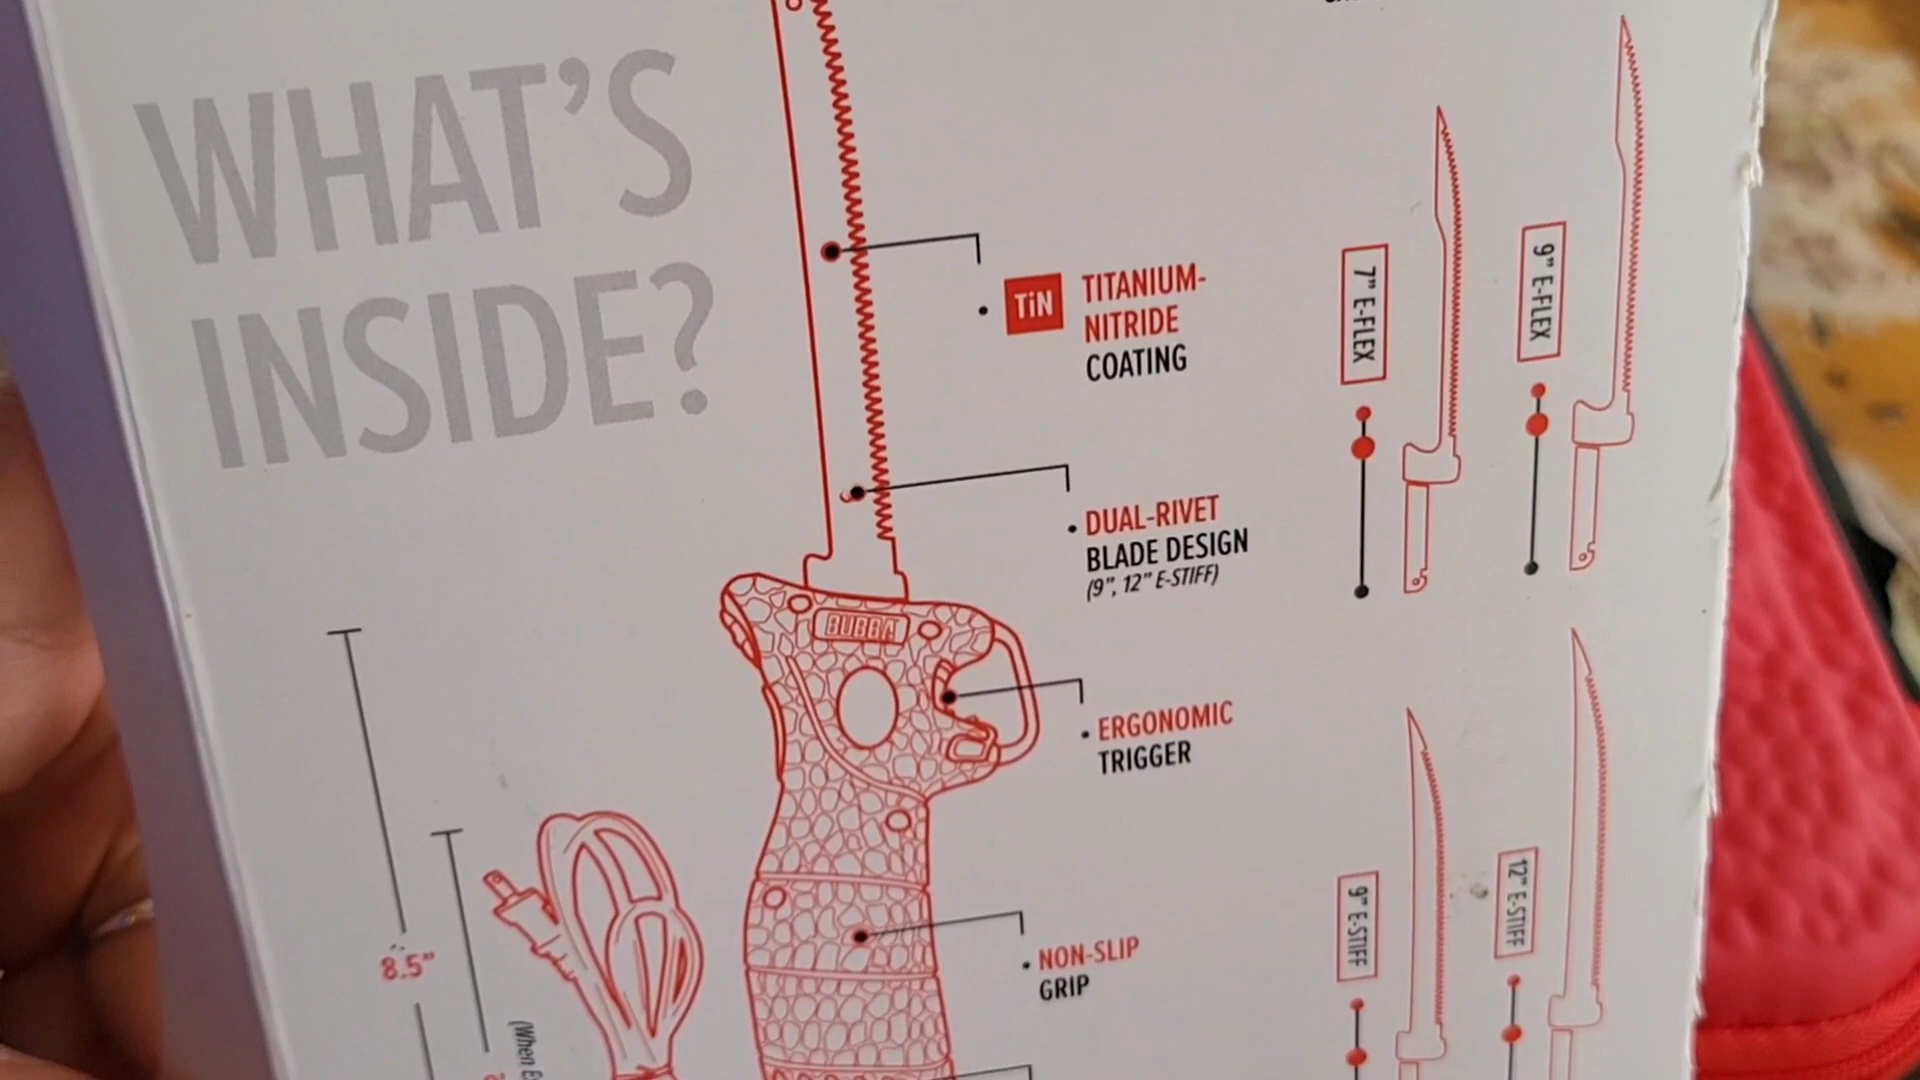 WHAT'S
INSIDE?
TiN
TITANIUM-
NITRIDE
COATING
DUAL-RIVET
BLADE DESIGN
(9", 12" E-STIFF)
BUBBA
ERGONOMIC
TRIGGER
NON-SLIP
GRIP
8.5"
(When
7" E-FLEX
9" E-FLEX
9" E-STIFF
12" E-STIFF